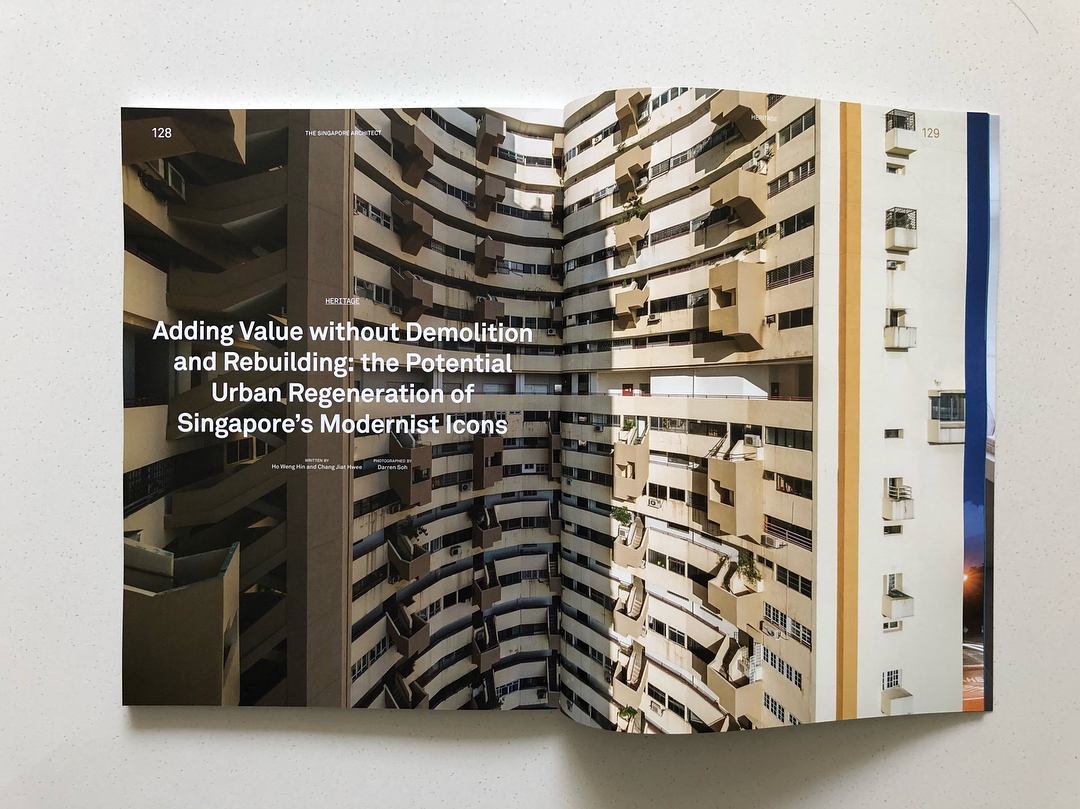 128
THE SINGAPORE ARCHITECT
HERITAGE
129
HERITAGE
Adding Value without Demolition
and Rebuilding: the Potential
Urban Regeneration of
Singapore's Modernist Icons
WRITTEN BY
Ho Weng Hin and Chang Jiat Hwee
PHOTOGRAPHED BY
Darren Soh